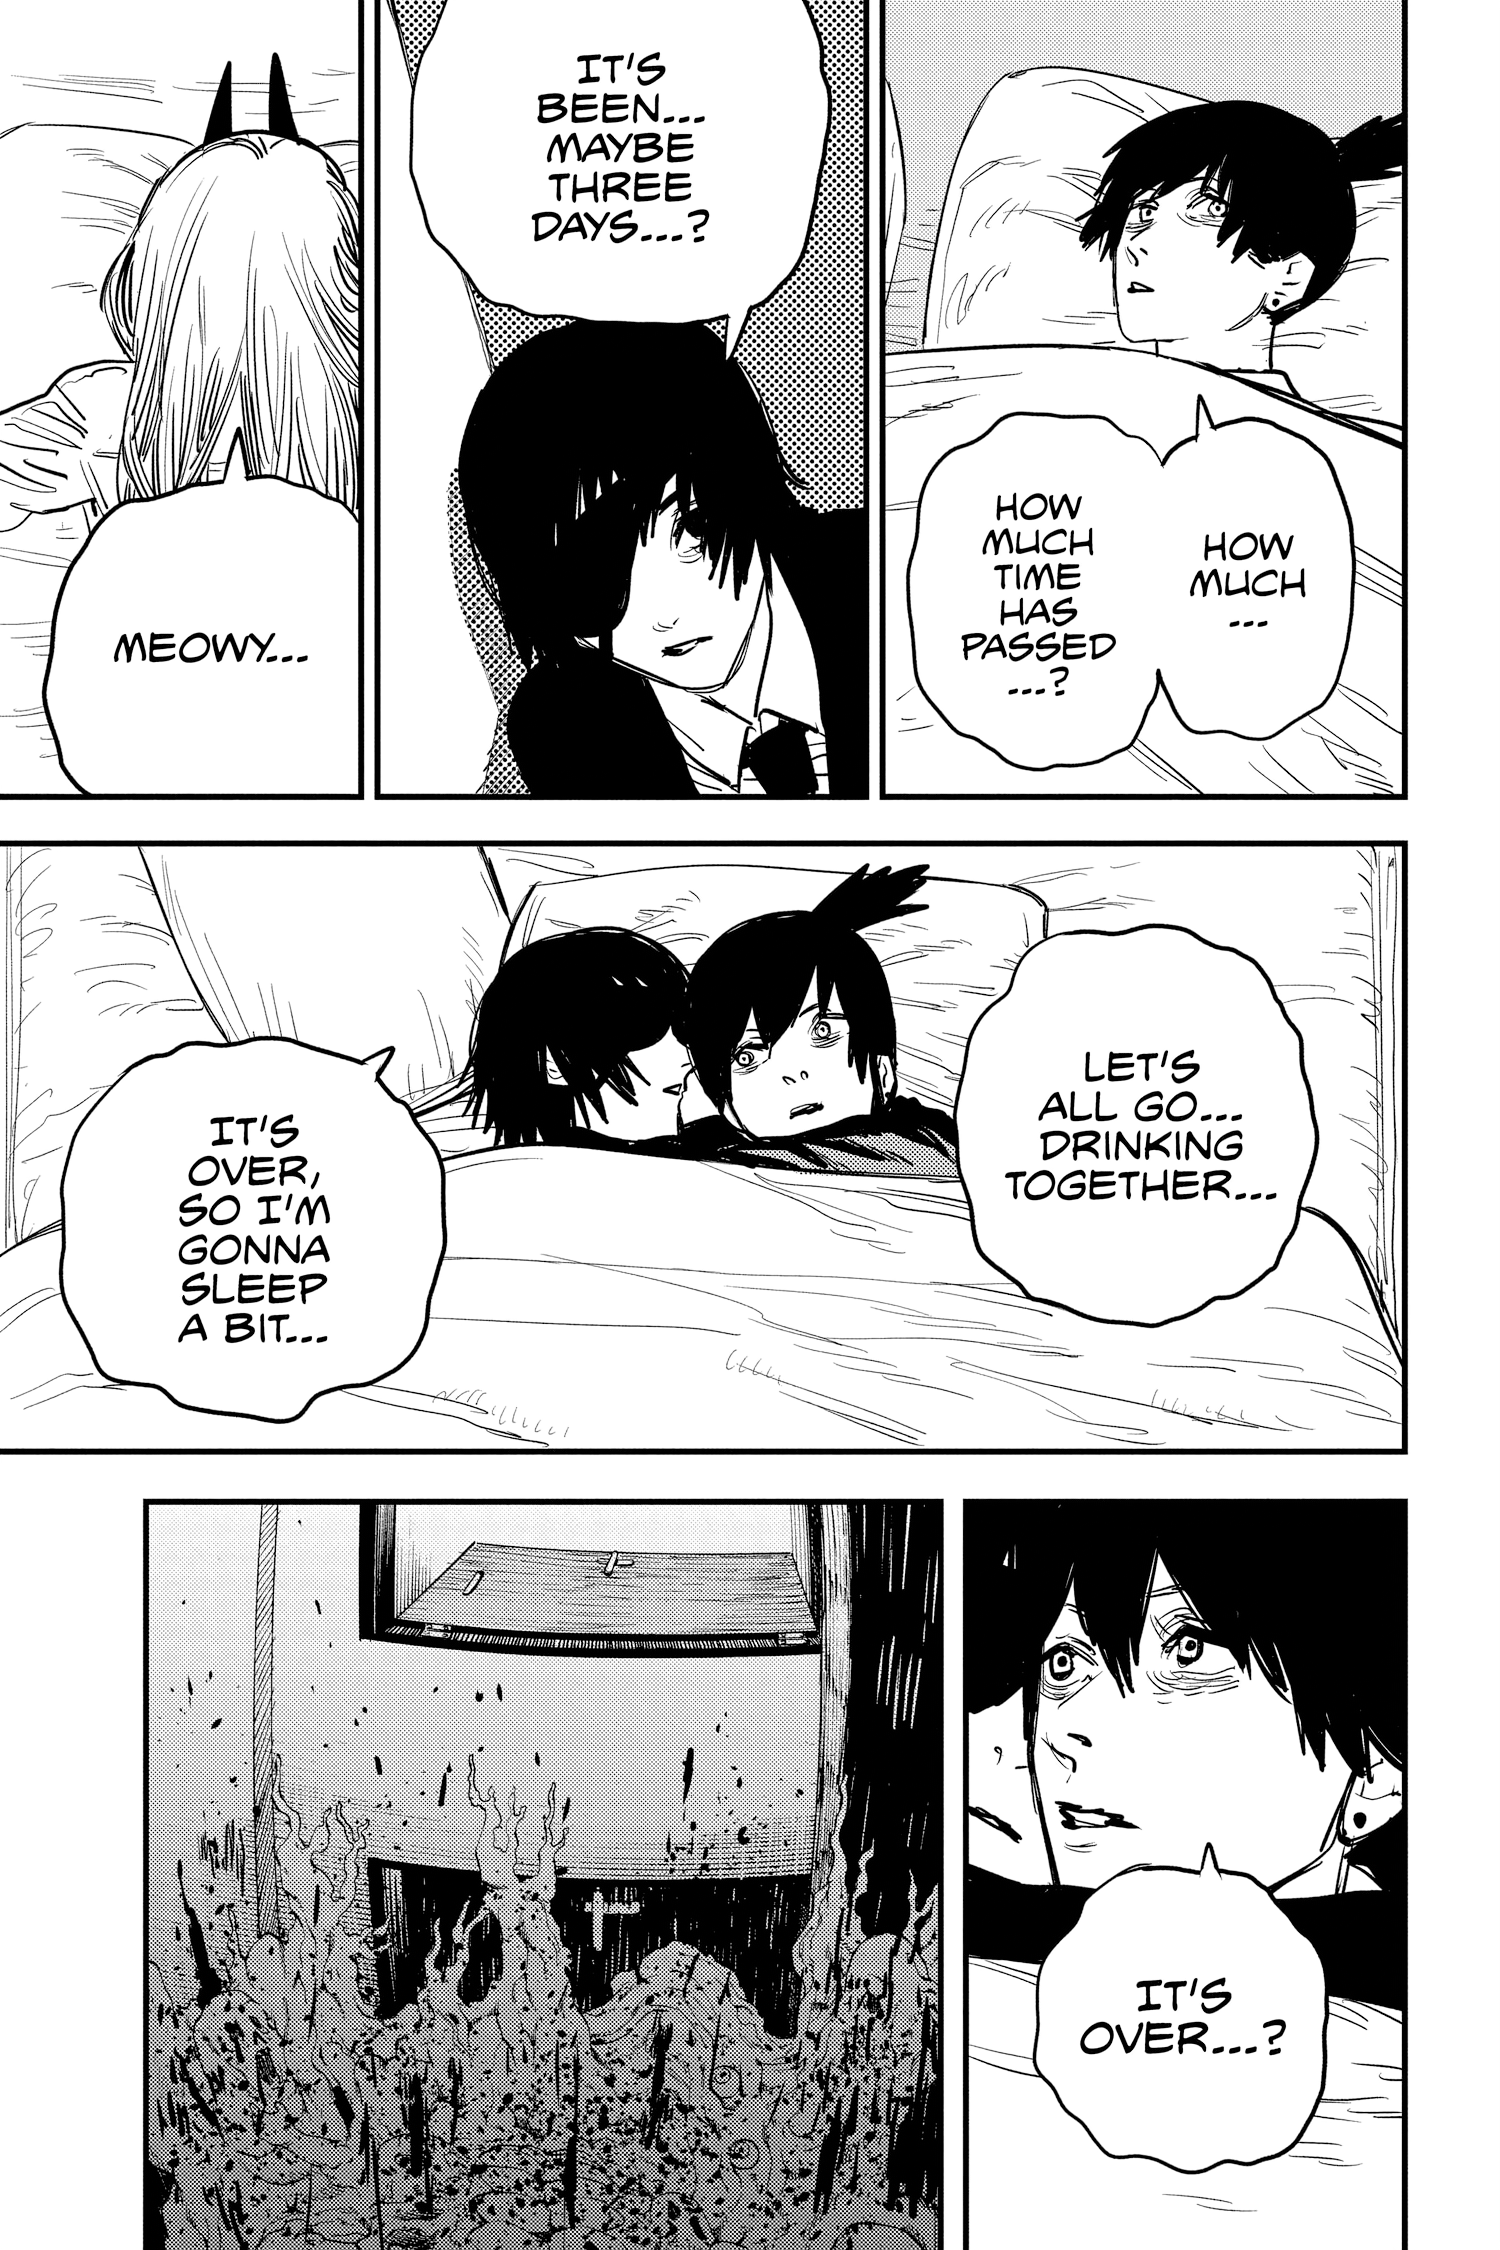 HOW
MUCH
...
HOW
MUCH
TIME
HAS
PASSED
...?
IT'S
BEEN...
MAYBE
THREE
DAYS...?
MEOWY...
LET'S
ALL GO...
DRINKING
TOGETHER...
IT'S
OVER,
SO I'M
GONNA
SLEEP
A BIT...
IT'S
OVER...?